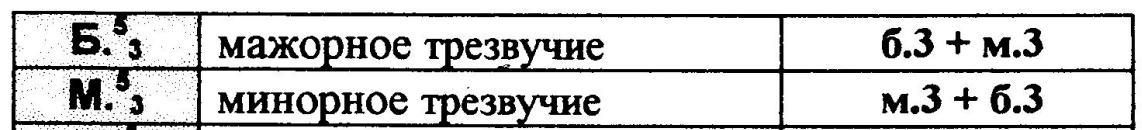 Б.⁵₃ мажорное трезвучие б.3 + м.3
М.⁵₃ минорное трезвучие м.3 + б.3